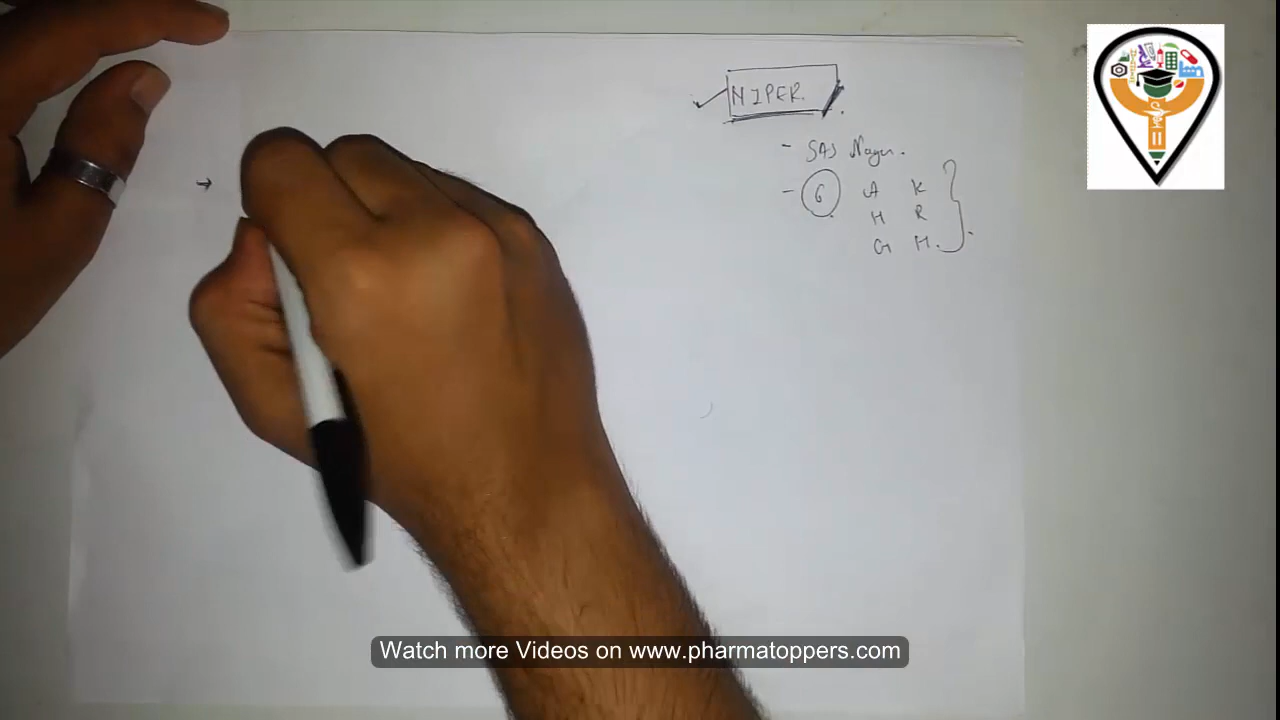 NIPER.
- SAS Nagar.
- 6 A K
H R
G H.
Watch more Videos on www.pharmatoppers.com